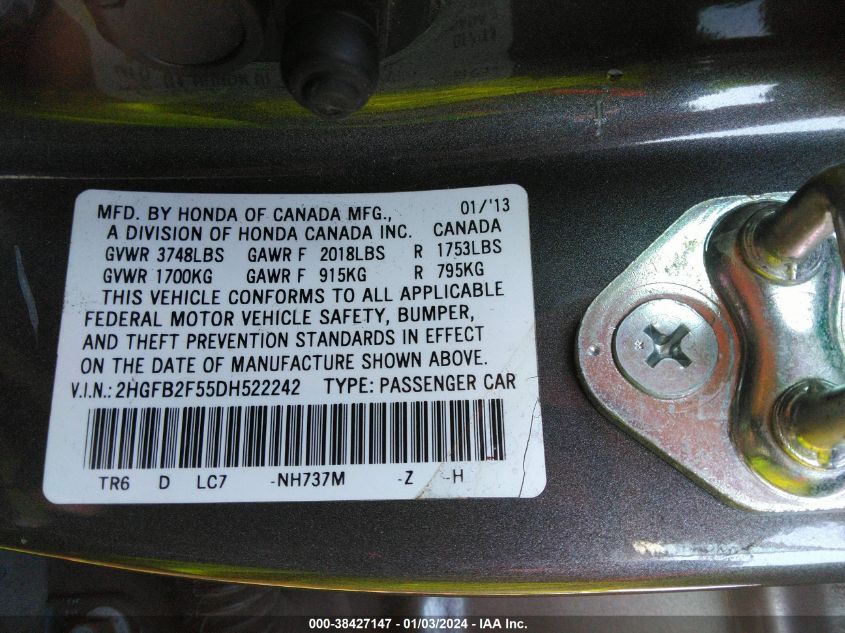 MFD. BY HONDA OF CANADA MFG., 01/'13
A DIVISION OF HONDA CANADA INC. CANADA
GVWR 3748LBS GAWR F 2018LBS R 1753LBS
GVWR 1700KG GAWR F 915KG R 795KG
THIS VEHICLE CONFORMS TO ALL APPLICABLE
FEDERAL MOTOR VEHICLE SAFETY, BUMPER,
AND THEFT PREVENTION STANDARDS IN EFFECT
ON THE DATE OF MANUFACTURE SHOWN ABOVE.
V.I.N.: 2HGFB2F55DH522242 TYPE: PASSENGER CAR
TR6 D LC7 -NH737M -Z -H
000-38427147 - 01/03/2024 - IAA Inc.